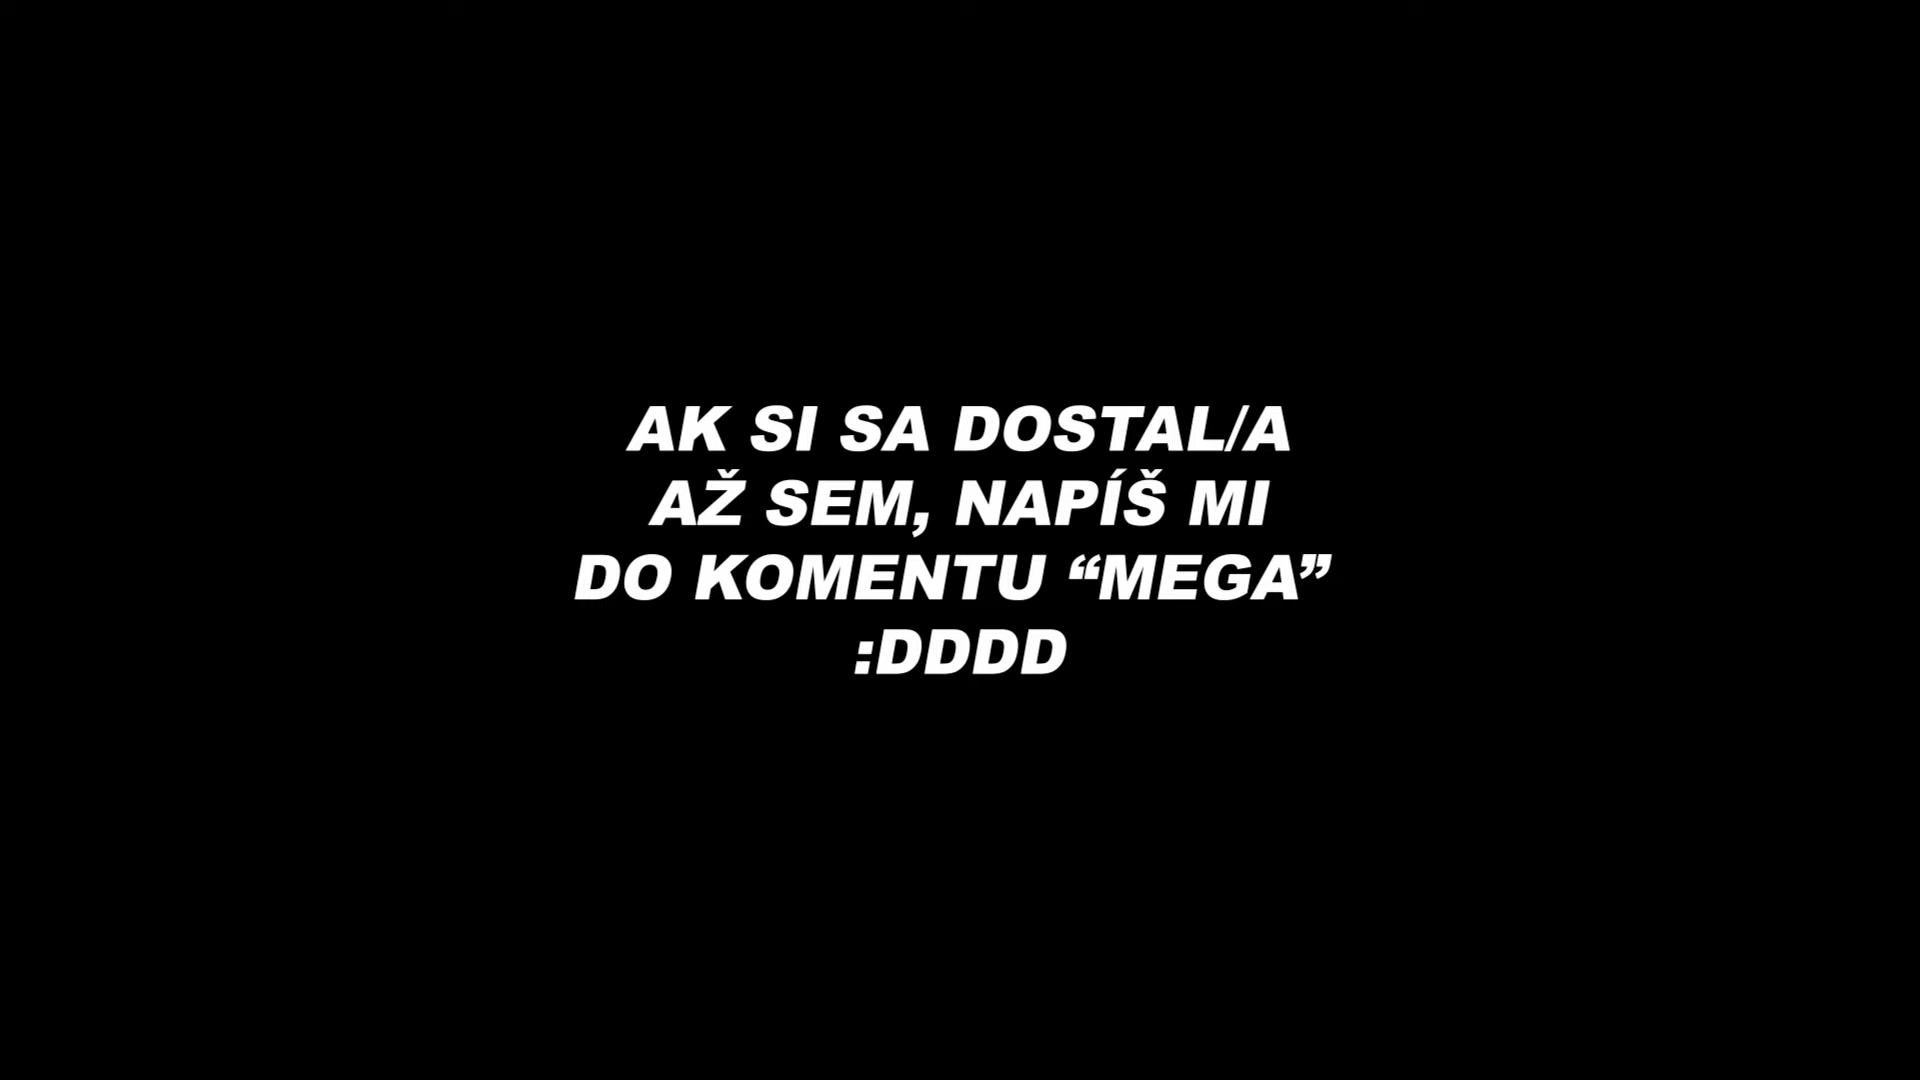 AK SI SA DOSTAL/A
AŽ SEM, NAPÍŠ MI
DO KOMENTU “MEGA”
:DDDD